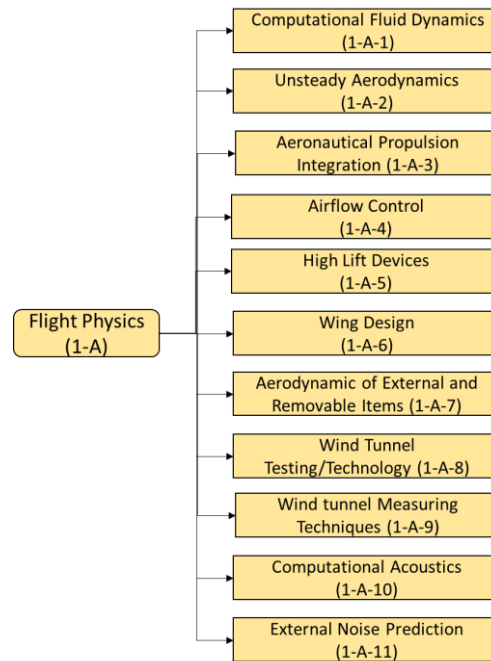 Computational Fluid Dynamics
(1-A-1)
Unsteady Aerodynamics
(1-A-2)
Aeronautical Propulsion
Integration (1-A-3)
Airflow Control
(1-A-4)
High Lift Devices
(1-A-5)
Flight Physics
(1-A)
Wing Design
(1-A-6)
Aerodynamic of External and
Removable Items (1-A-7)
Wind Tunnel
Testing/Technology (1-A-8)
Wind tunnel Measuring
Techniques (1-A-9)
Computational Acoustics
(1-A-10)
External Noise Prediction
(1-A-11)